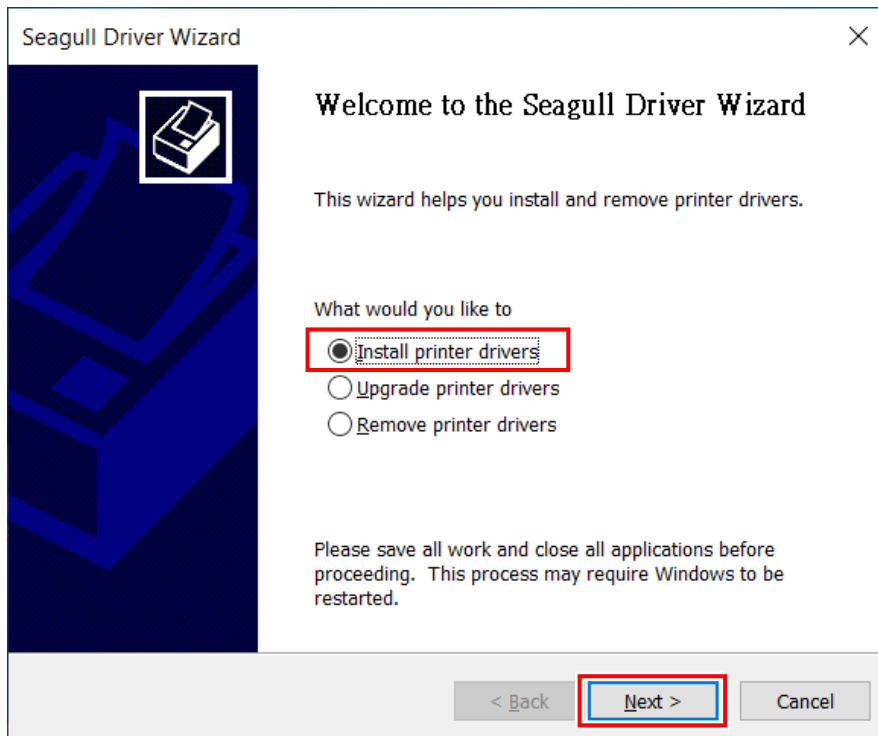 Seagull Driver Wizard
Welcome to the Seagull Driver Wizard
This wizard helps you install and remove printer drivers.
What would you like to
Install printer drivers
Upgrade printer drivers
Remove printer drivers
Please save all work and close all applications before
proceeding. This process may require Windows to be
restarted.
< Back Next > Cancel